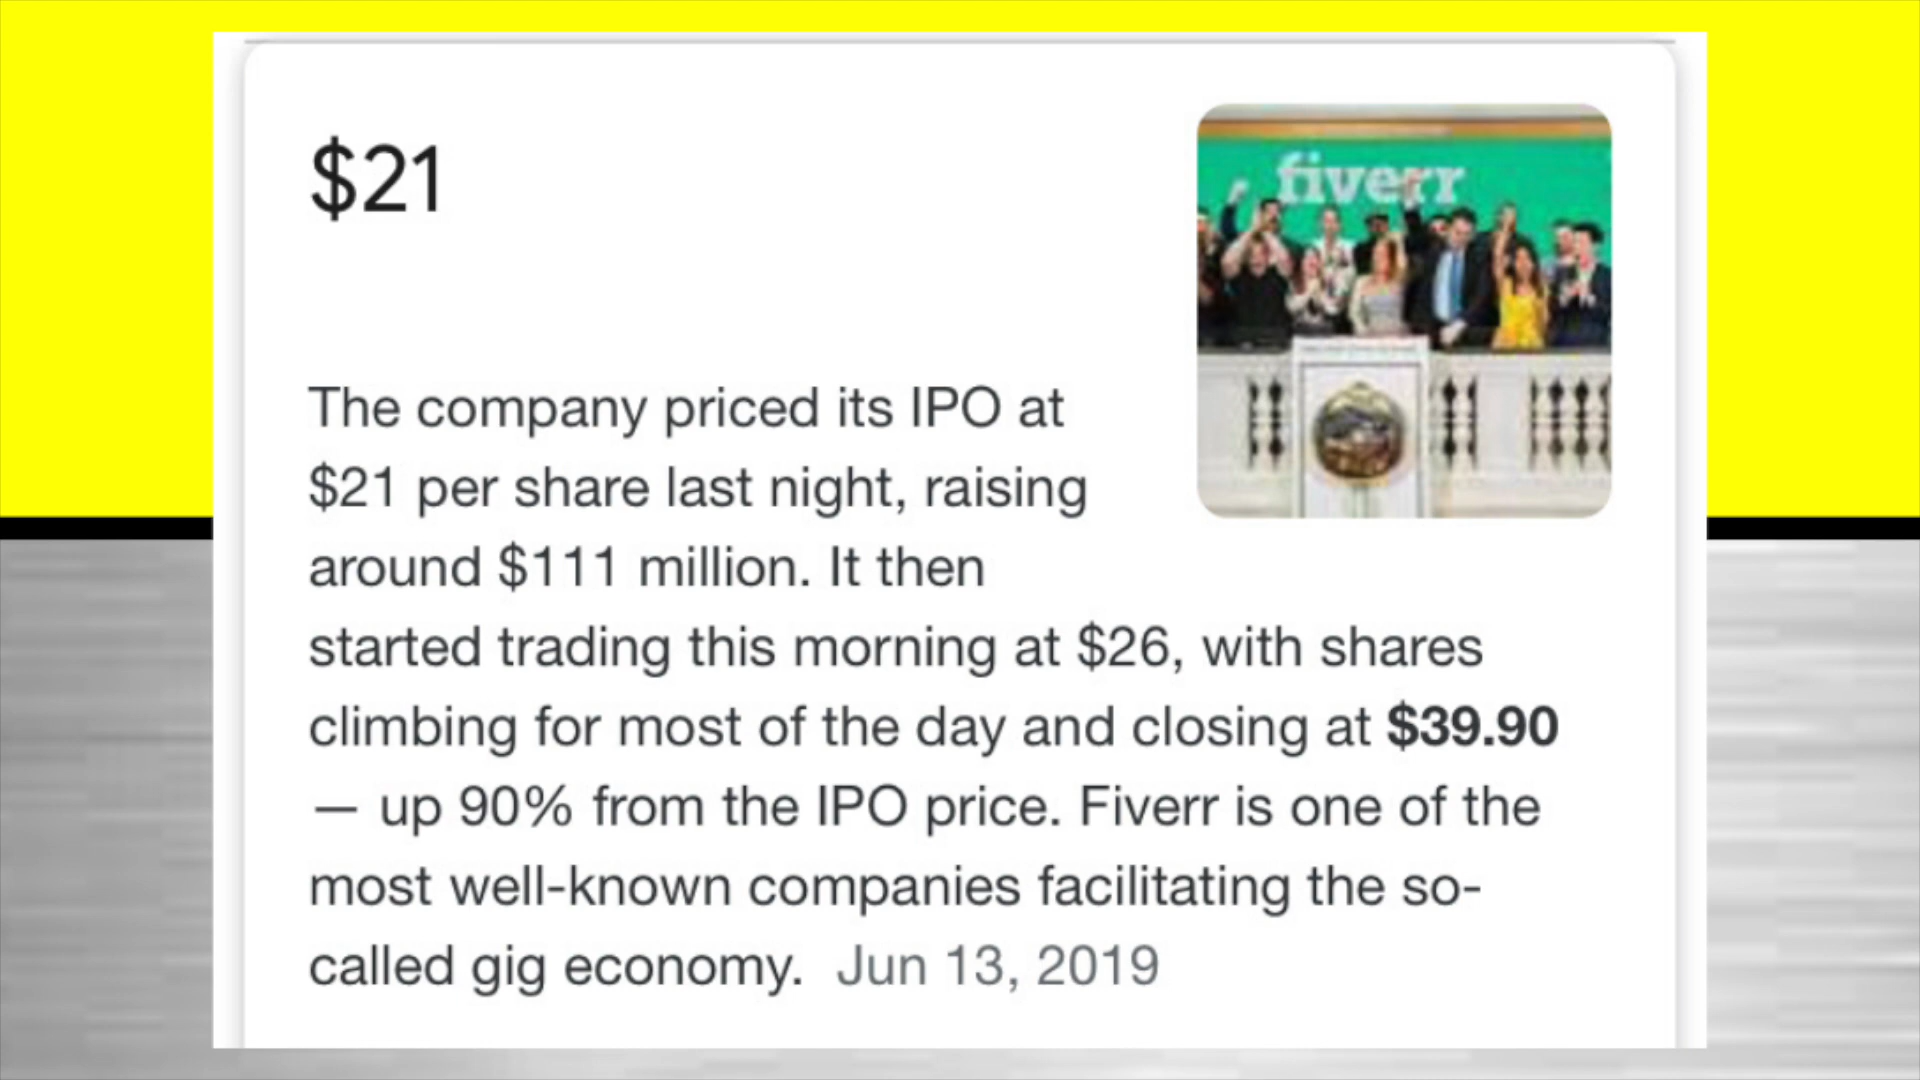 $21
fiverr
The company priced its IPO at
$21 per share last night, raising
around $111 million. It then
started trading this morning at $26, with shares
climbing for most of the day and closing at $39.90
— up 90% from the IPO price. Fiverr is one of the
most well-known companies facilitating the so-
called gig economy. Jun 13, 2019